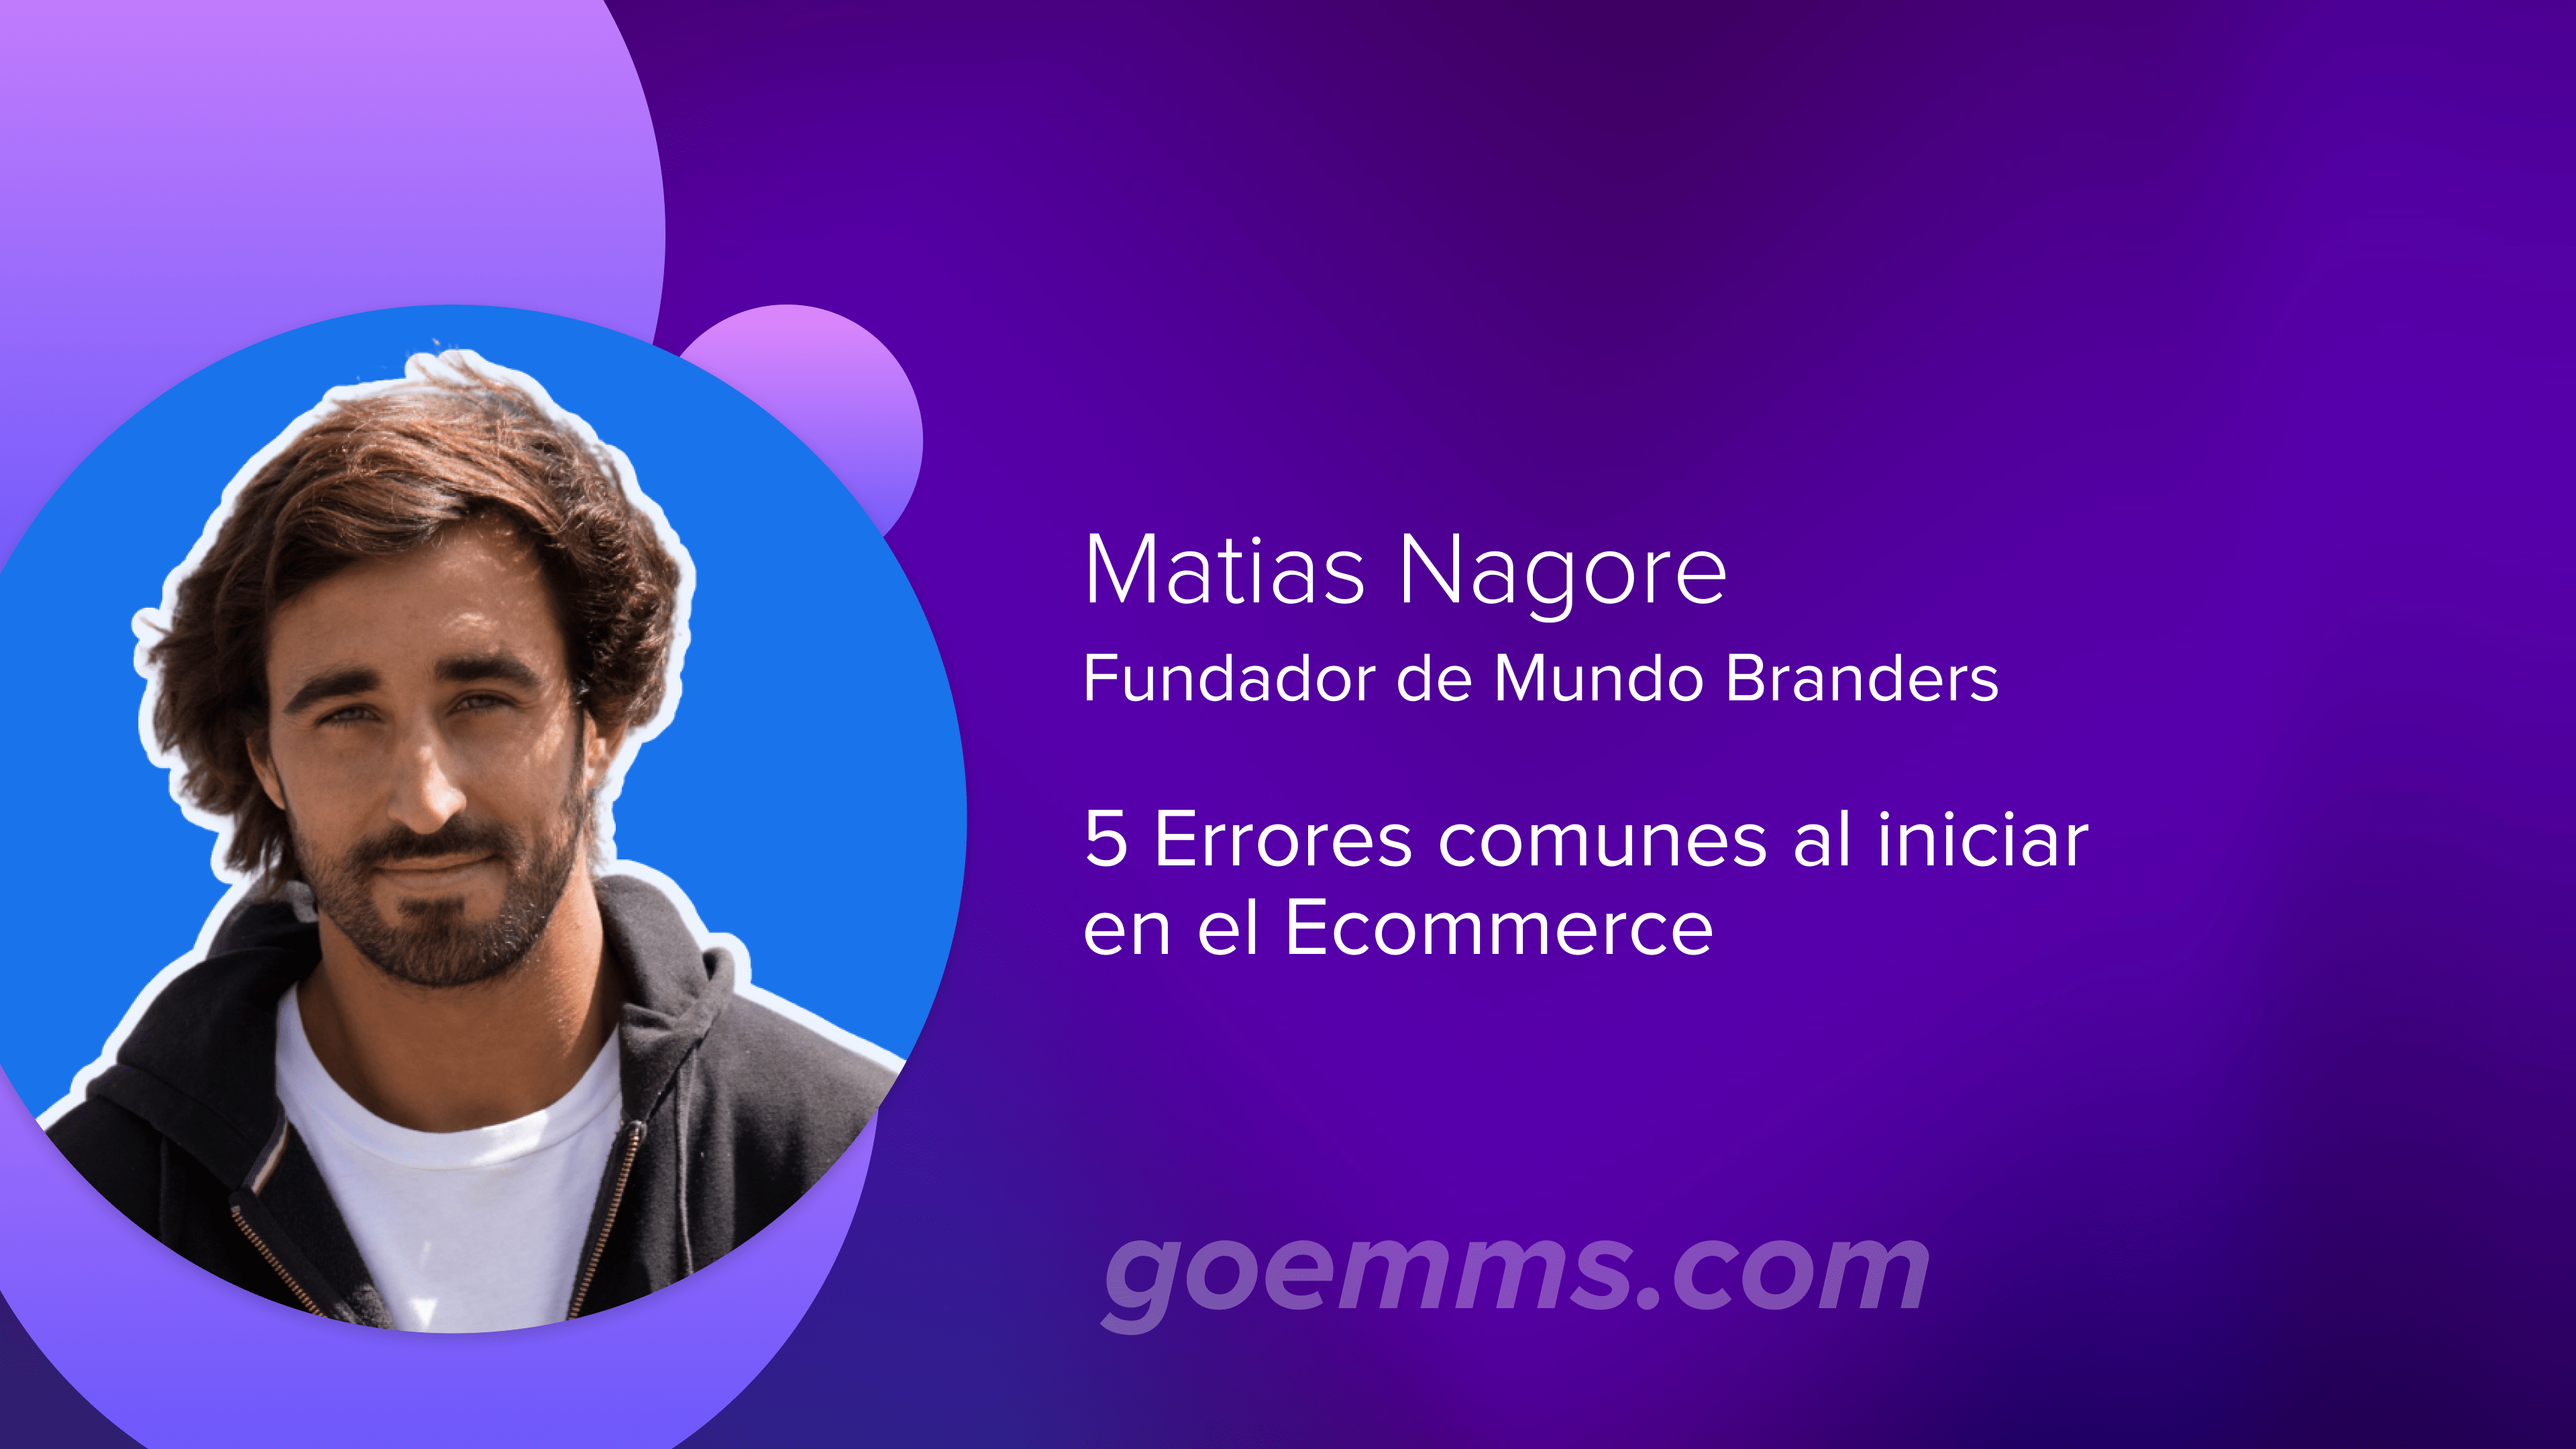 Matias Nagore
Fundador de Mundo Branders
5 Errores comunes al iniciar
en el Ecommerce
goemms.com